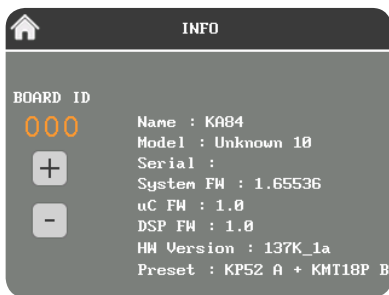 INFO
BOARD ID
000
+
-
Name : KA84
Model : Unknown 10
Serial :
System FW : 1.65536
uC FW : 1.0
DSP FW : 1.0
HW Version : 137K_1a
Preset : KP52 A + KMT18P B